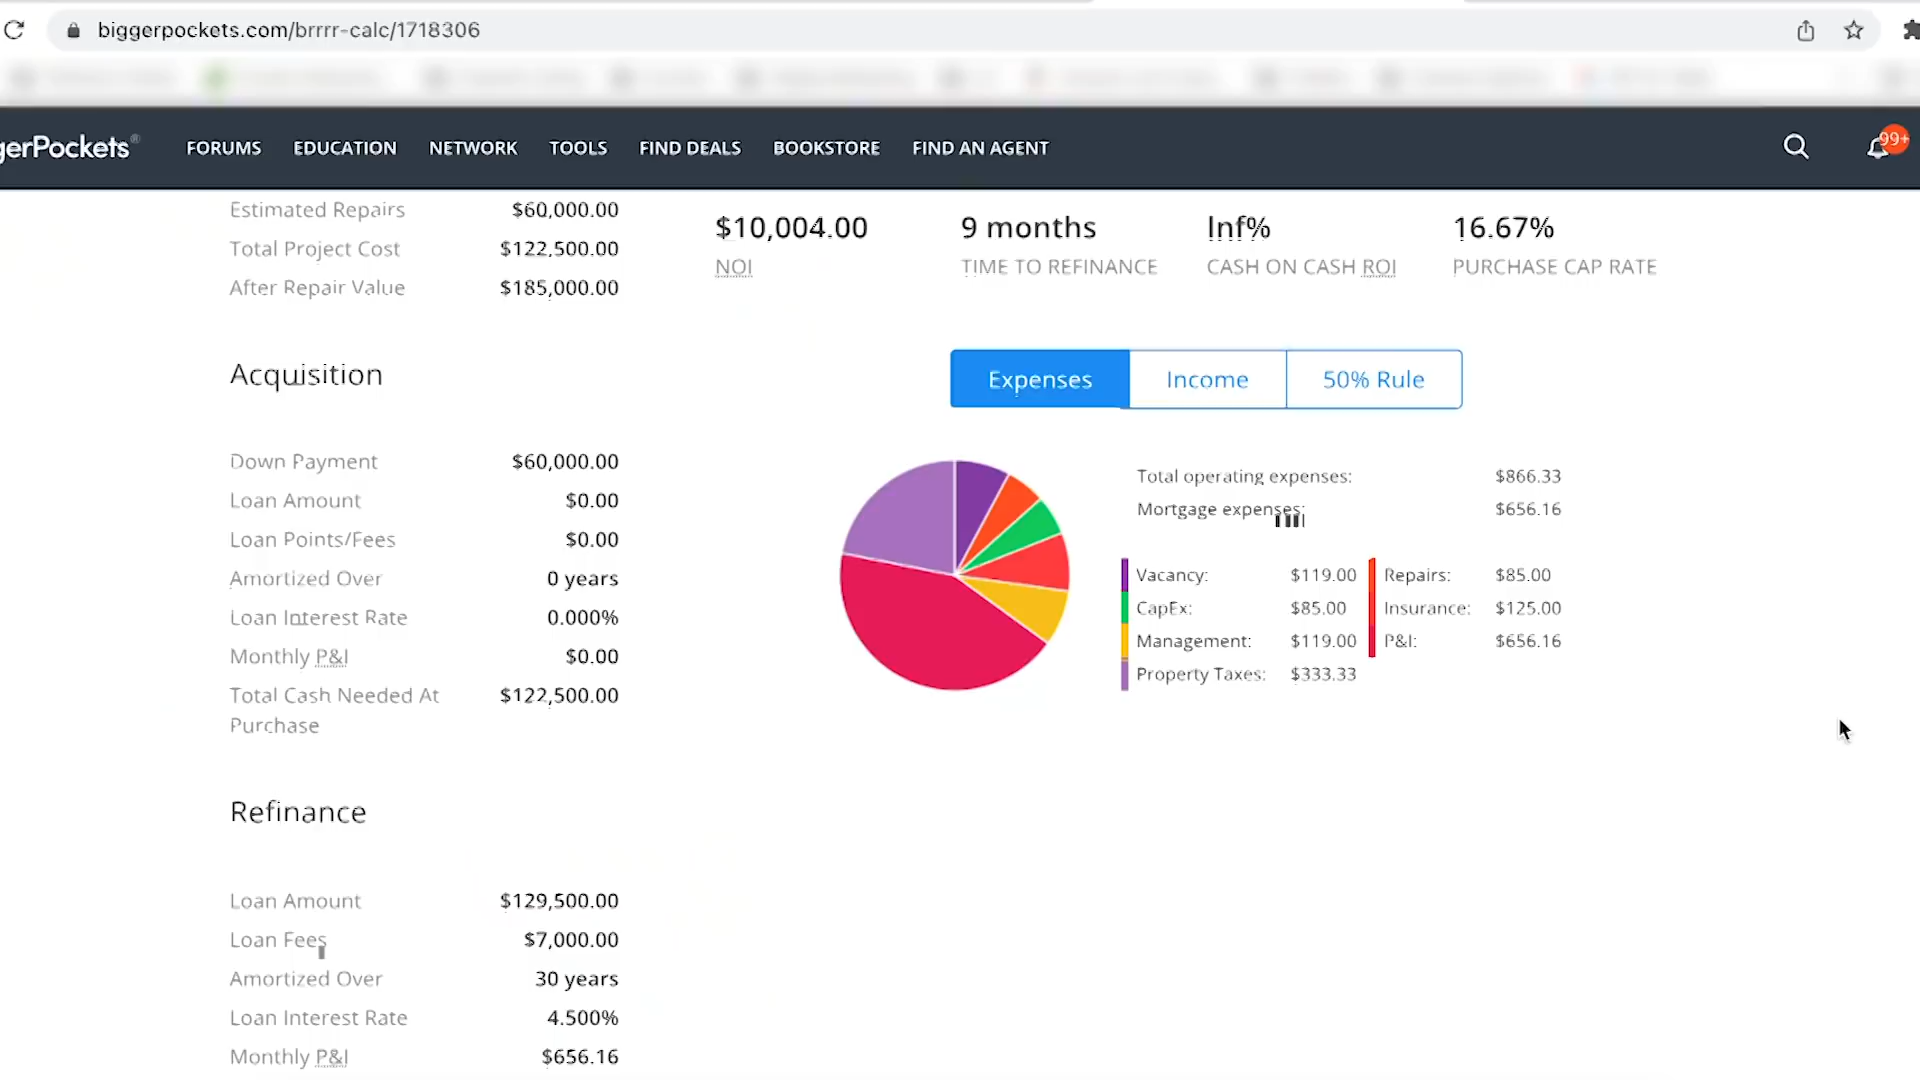 biggerpockets.com/brrrr-calc/1718306
gerPockets®
FORUMS
EDUCATION
NETWORK
TOOLS
FIND DEALS
BOOKSTORE
FIND AN AGENT
99+
Estimated Repairs $60,000.00
Total Project Cost $122,500.00
After Repair Value $185,000.00
$10,004.00
NOI
9 months
TIME TO REFINANCE
Inf%
CASH ON CASH ROI
16.67%
PURCHASE CAP RATE
Acquisition
Down Payment $60,000.00
Loan Amount $0.00
Loan Points/Fees $0.00
Amortized Over 0 years
Loan Interest Rate 0.000%
Monthly P&I $0.00
Total Cash Needed At $122,500.00
Purchase
Expenses
Income
50% Rule
Total operating expenses: $866.33
Mortgage expenses: $656.16
Vacancy: $119.00 Repairs: $85.00
CapEx: $85.00 Insurance: $125.00
Management: $119.00 P&I: $656.16
Property Taxes: $333.33
Refinance
Loan Amount $129,500.00
Loan Fees $7,000.00
Amortized Over 30 years
Loan Interest Rate 4.500%
Monthly P&I $656.16